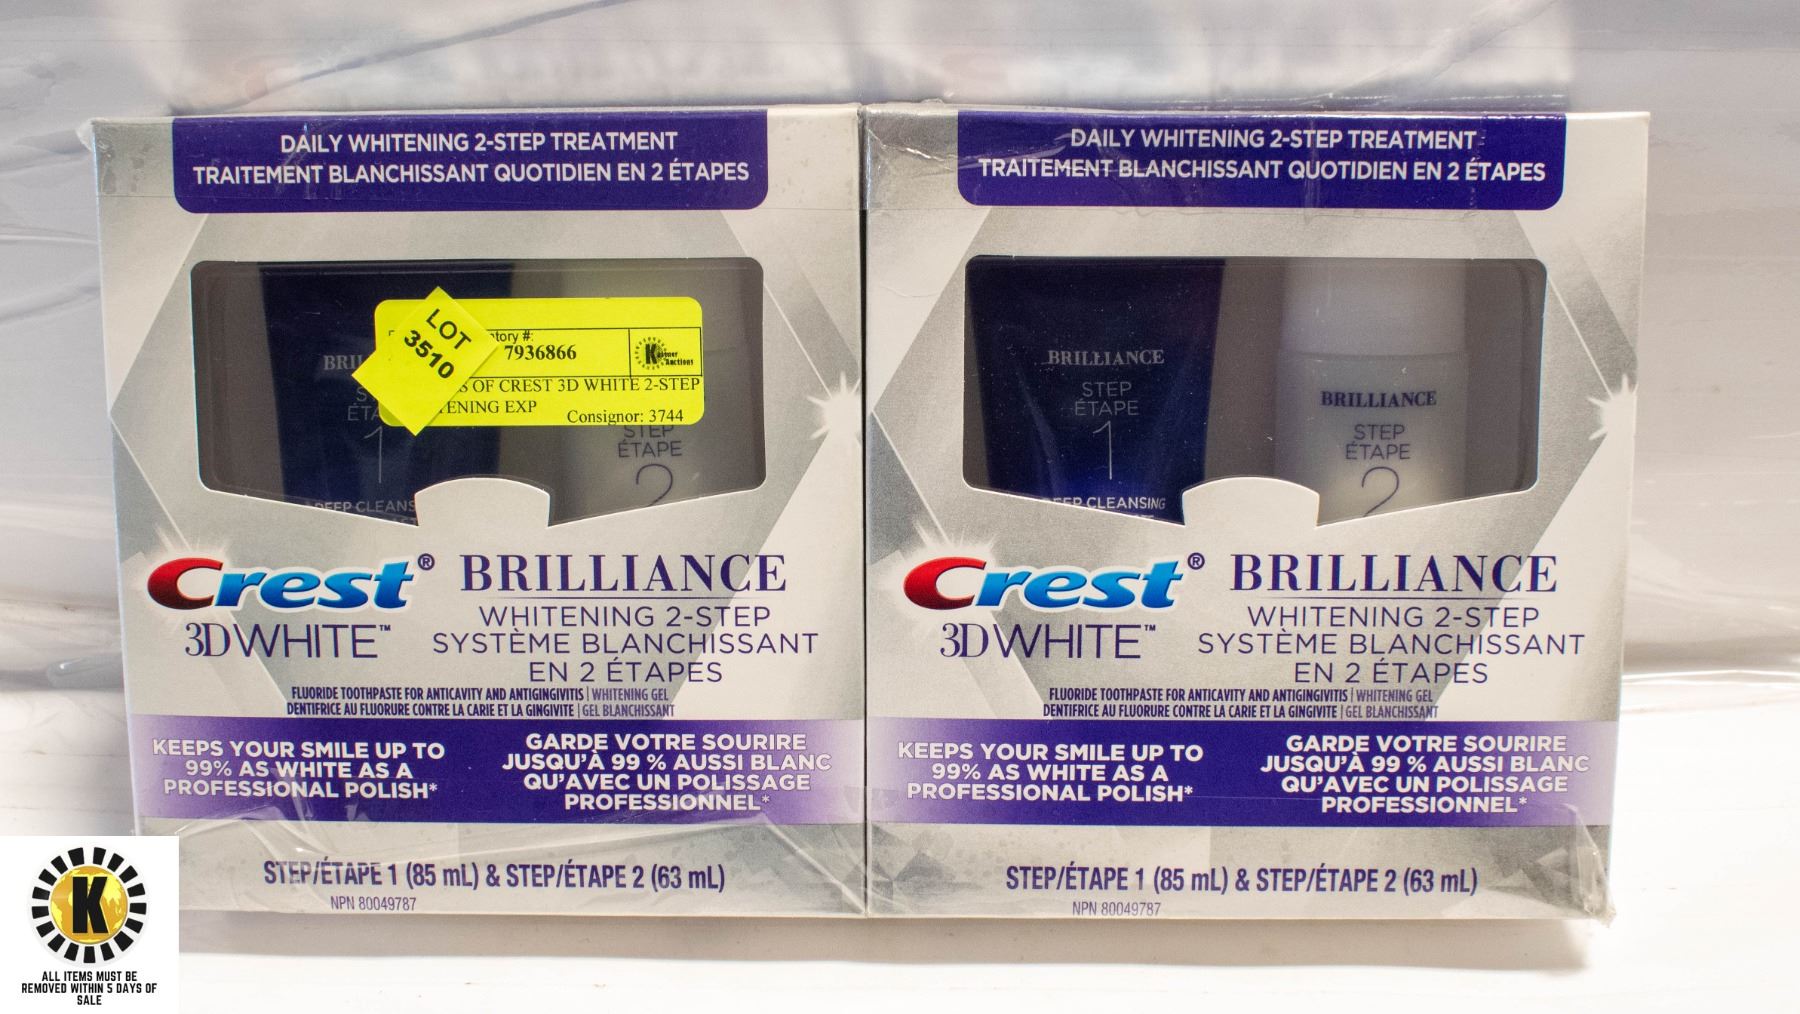 DAILY WHITENING 2-STEP TREATMENT
TRAITEMENT BLANCHISSANT QUOTIDIEN EN 2 ÉTAPES
LOT
3510
7936866
OF CREST 3D WHITE 2-STEP
EXP
Consignor: 3744
STEP
ÉTAPE
1
2
Crest®
3D WHITE™
BRILLIANCE
WHITENING 2-STEP
SYSTÈME BLANCHISSANT
EN 2 ÉTAPES
FLUORIDE TOOTHPASTE FOR ANTICAVITY AND ANTIGINGIVITIS | WHITENING GEL
DENTIFRICE AU FLUORURE CONTRE LA CARIE ET LA GINGIVITE | GEL BLANCHISSANT
KEEPS YOUR SMILE UP TO
99% AS WHITE AS A
PROFESSIONAL POLISH*
GARDE VOTRE SOURIRE
JUSQU'À 99 % AUSSI BLANC
QU'AVEC UN POLISSAGE
PROFESSIONNEL*
STEP/ÉTAPE 1 (85 mL) & STEP/ÉTAPE 2 (63 mL)
NPN 80049787
DAILY WHITENING 2-STEP TREATMENT
TRAITEMENT BLANCHISSANT QUOTIDIEN EN 2 ÉTAPES
BRILLIANCE
STEP
ÉTAPE
1
CLEANSING
BRILLIANCE
STEP
ÉTAPE
2
Crest®
3D WHITE™
BRILLIANCE
WHITENING 2-STEP
SYSTÈME BLANCHISSANT
EN 2 ÉTAPES
FLUORIDE TOOTHPASTE FOR ANTICAVITY AND ANTIGINGIVITIS | WHITENING GEL
DENTIFRICE AU FLUORURE CONTRE LA CARIE ET LA GINGIVITE | GEL BLANCHISSANT
KEEPS YOUR SMILE UP TO
99% AS WHITE AS A
PROFESSIONAL POLISH*
GARDE VOTRE SOURIRE
JUSQU'À 99 % AUSSI BLANC
QU'AVEC UN POLISSAGE
PROFESSIONNEL*
STEP/ÉTAPE 1 (85 mL) & STEP/ÉTAPE 2 (63 mL)
NPN 80049787
K
ALL ITEMS MUST BE
REMOVED WITHIN 5 DAYS OF
SALE